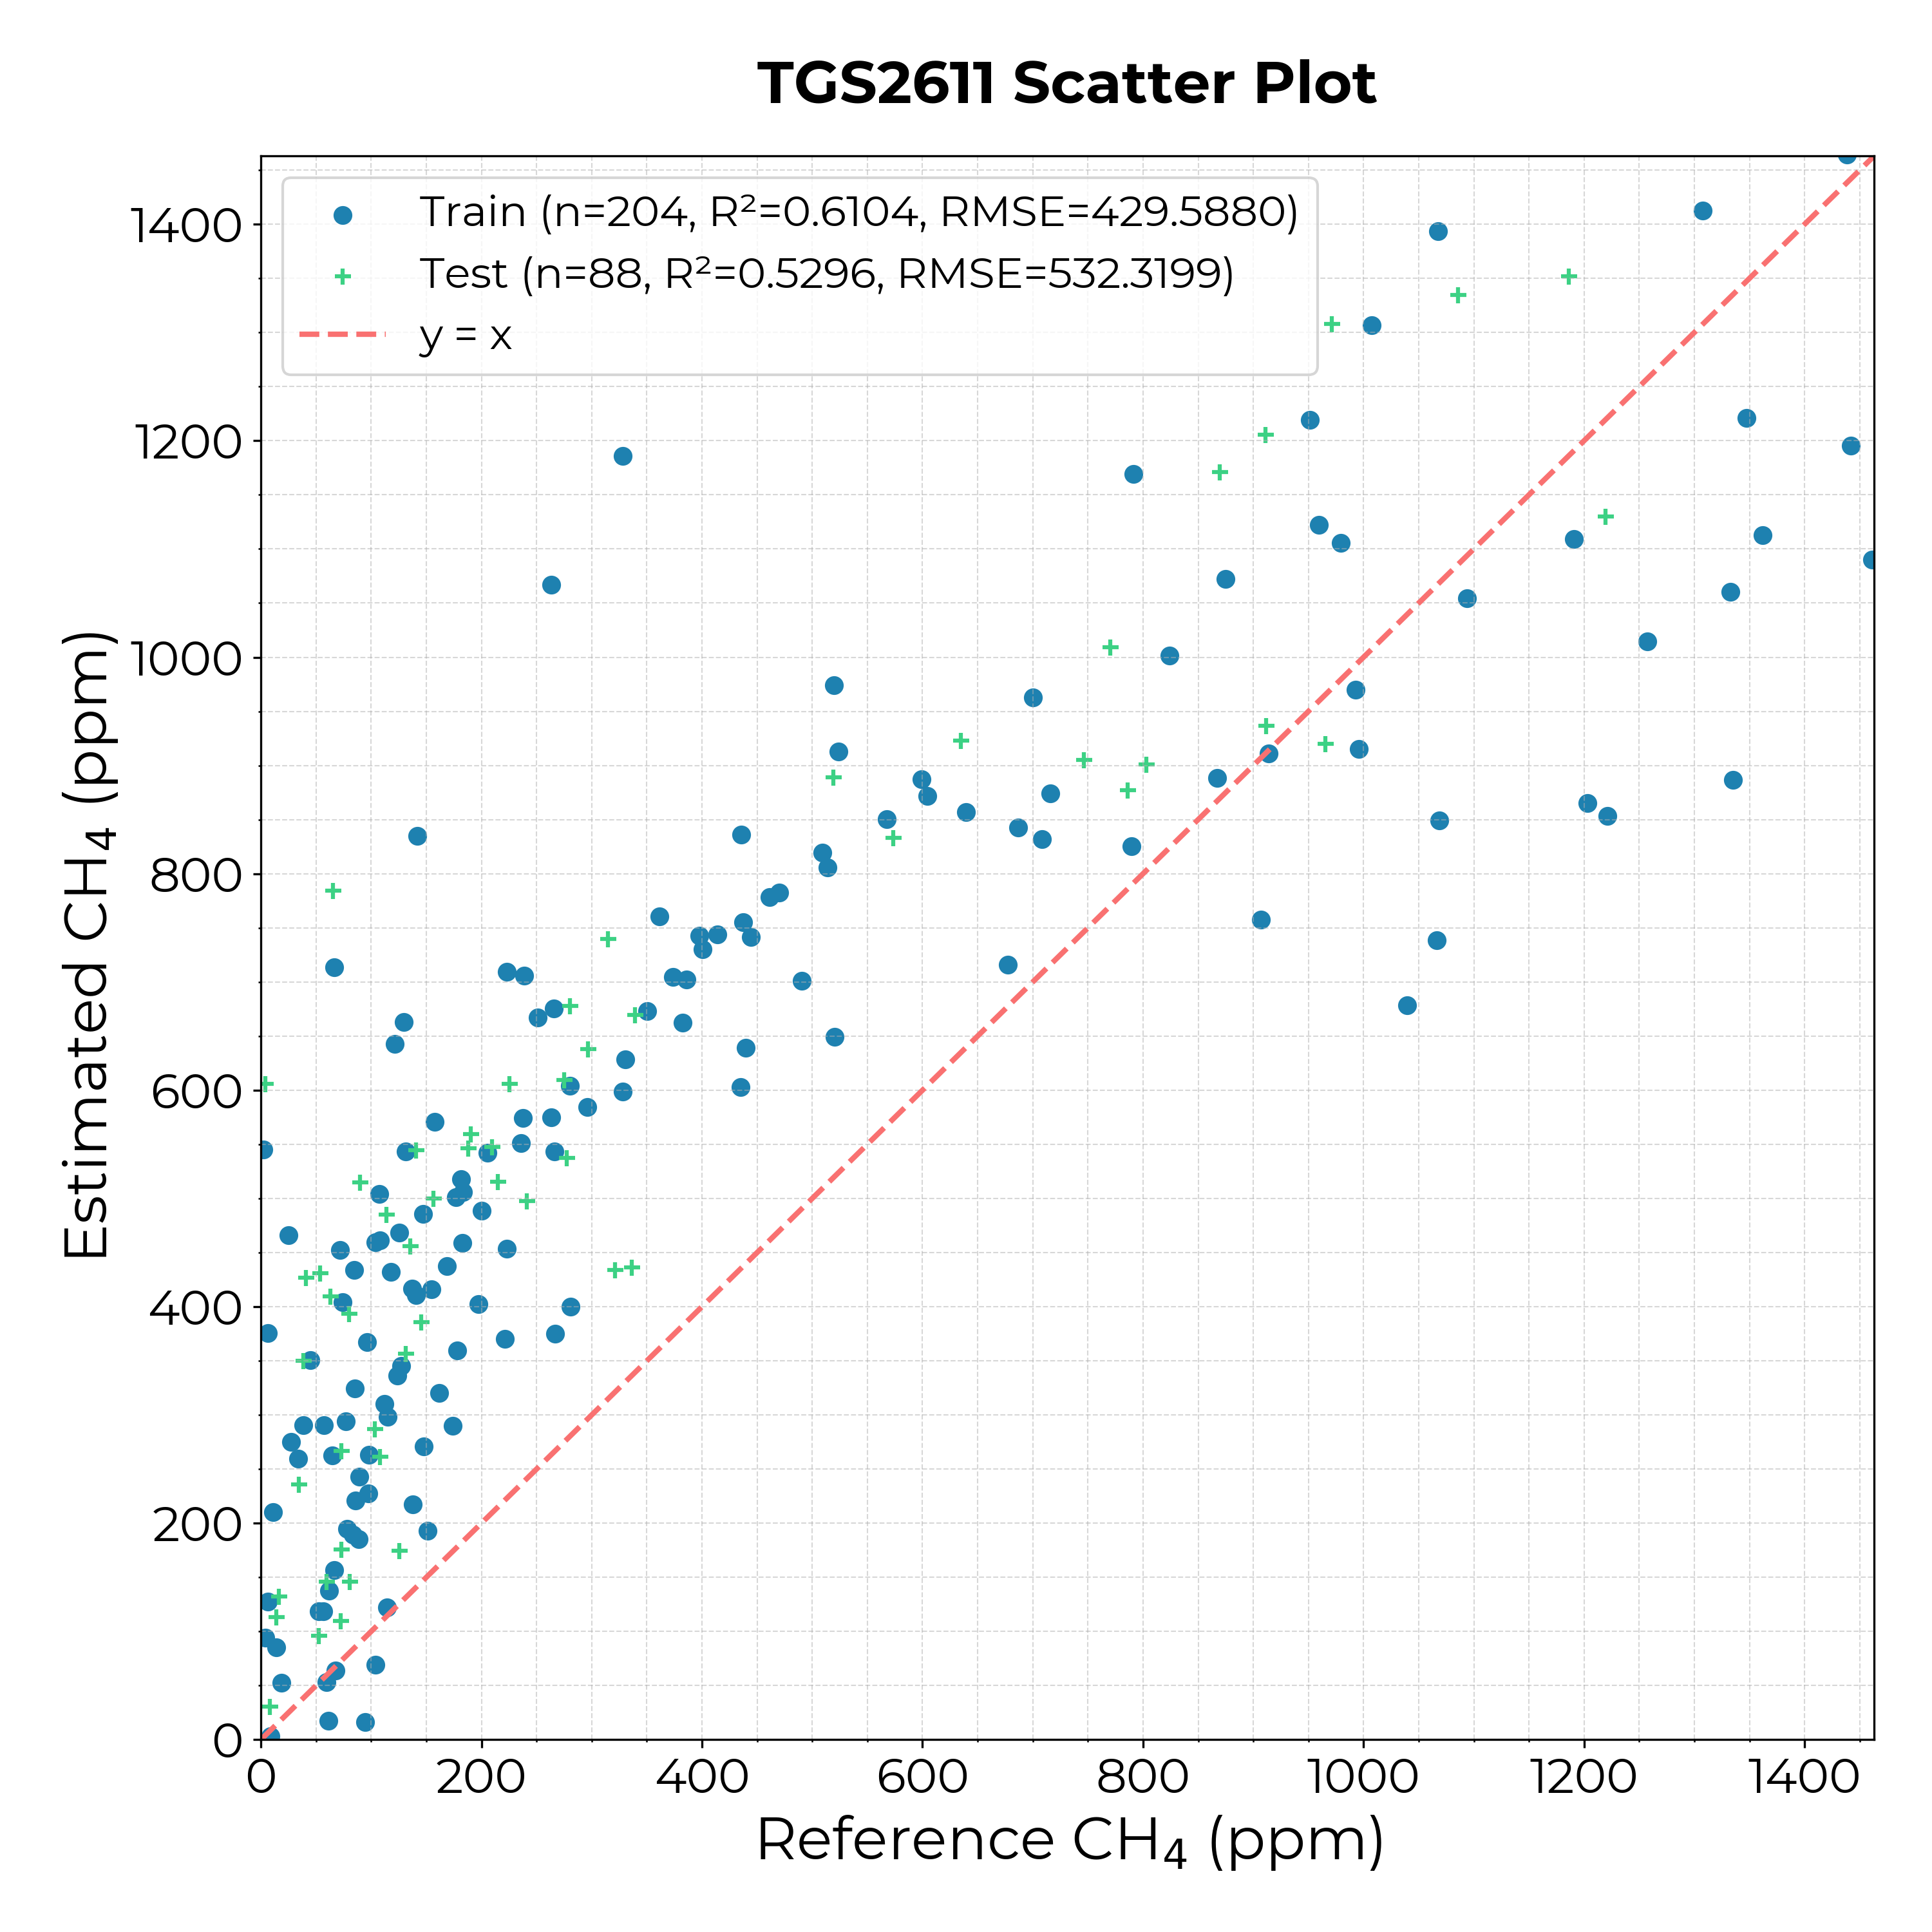 TGS2611 Scatter Plot
Train (n=204, R²=0.6104, RMSE=429.5880)
Test (n=88, R²=0.5296, RMSE=532.3199)
y = x
Estimated CH₄ (ppm)
1400
1200
1000
800
600
400
200
0
0 200 400 600 800 1000 1200 1400
Reference CH₄ (ppm)